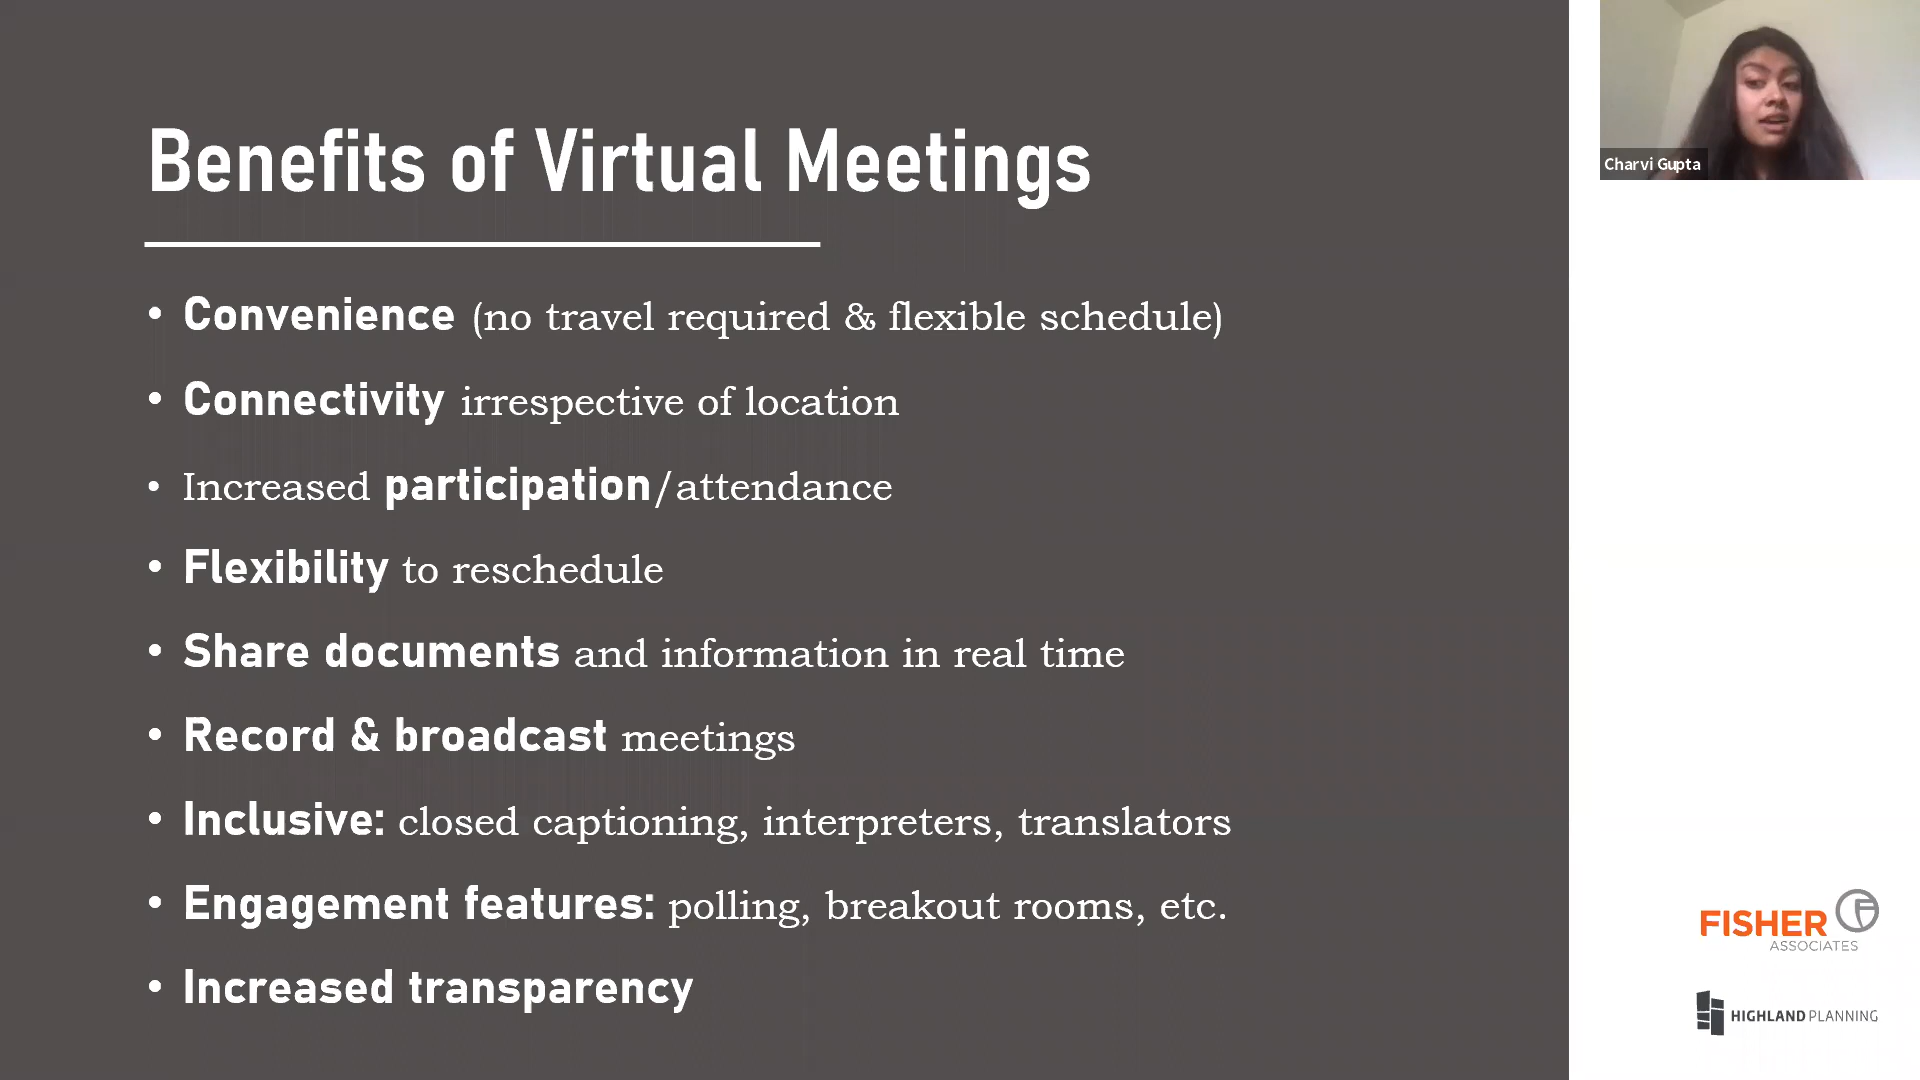 Benefits of Virtual Meetings
• Convenience (no travel required & flexible schedule)
• Connectivity irrespective of location
• Increased participation/attendance
• Flexibility to reschedule
• Share documents and information in real time
• Record & broadcast meetings
• Inclusive: closed captioning, interpreters, translators
• Engagement features: polling, breakout rooms, etc.
• Increased transparency
Charvi Gupta
FISHER
ASSOCIATES
HIGHLAND PLANNING